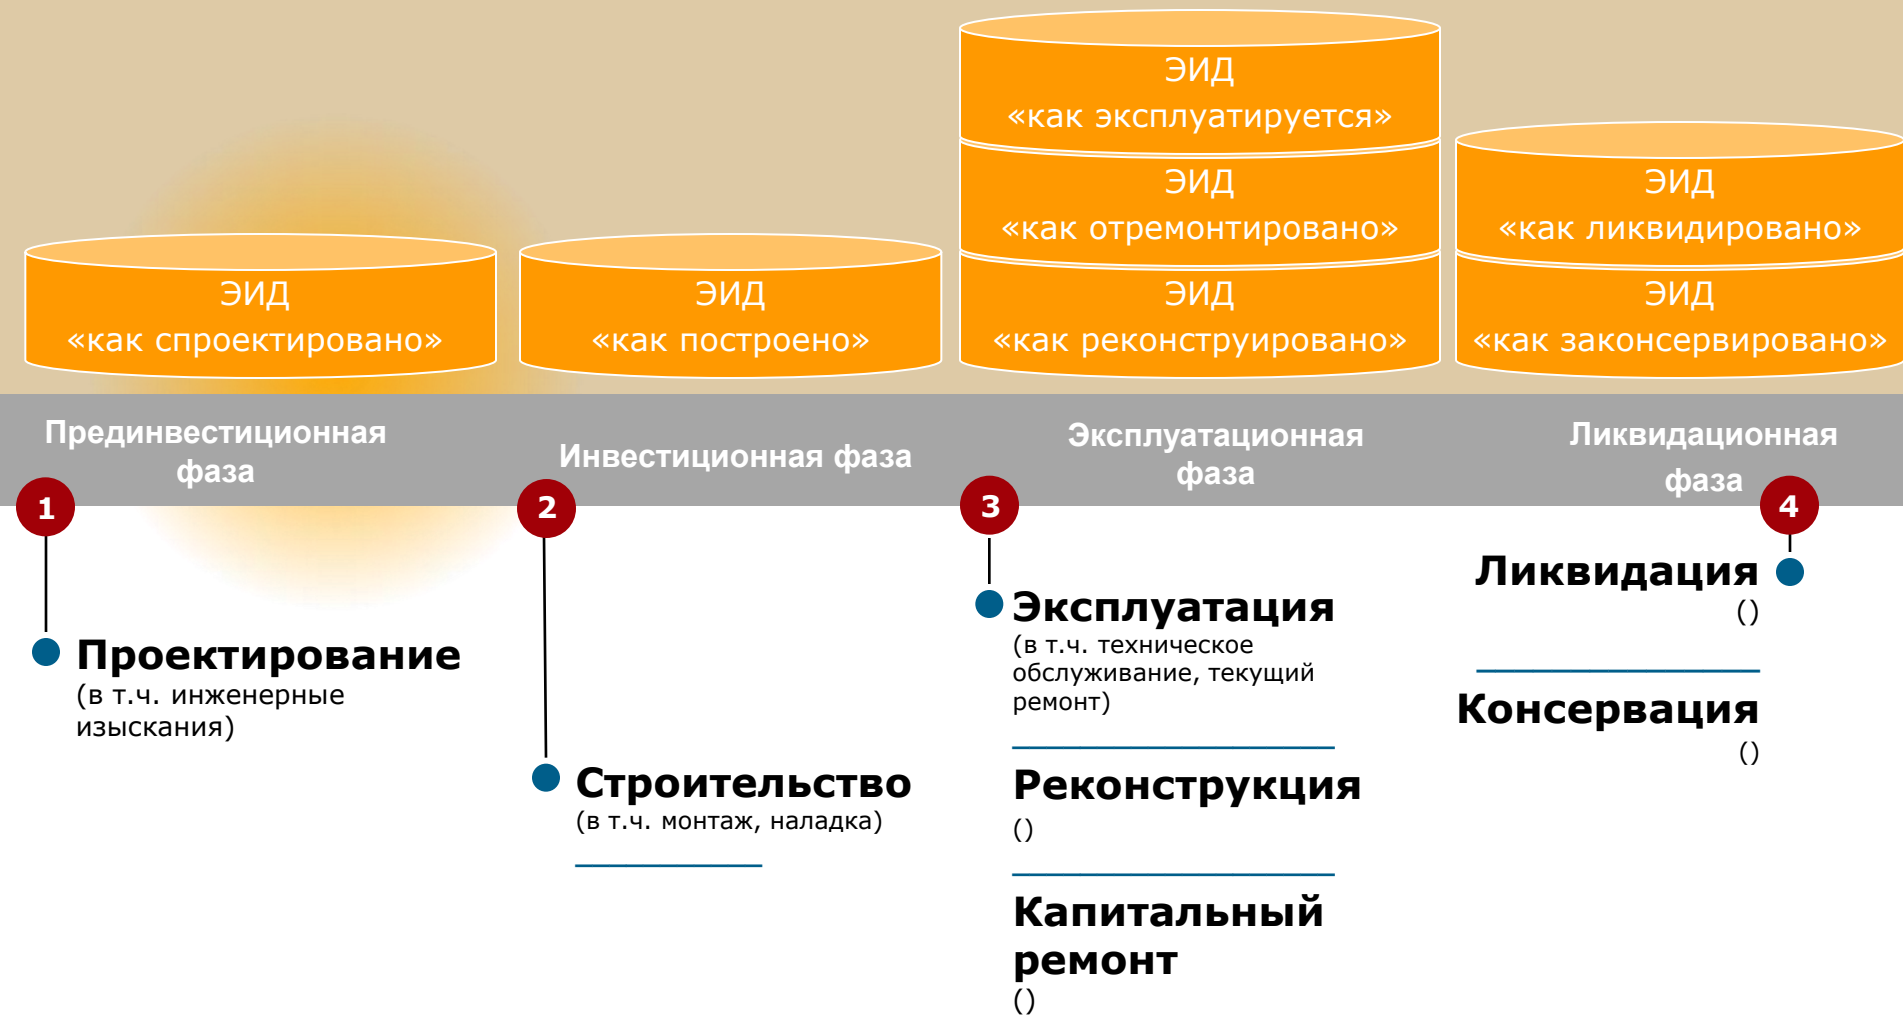 ЭИД
«как спроектировано»
ЭИД
«как построено»
ЭИД
«как эксплуатируется»
ЭИД
«как отремонтировано»
ЭИД
«как реконструировано»
ЭИД
«как ликвидировано»
ЭИД
«как законсервировано»
Прединвестиционная
фаза
Инвестиционная фаза
Эксплуатационная
фаза
Ликвидационная
фаза
1
2
3
4
Проектирование
(в т.ч. инженерные
изыскания)
Строительство
(в т.ч. монтаж, наладка)
Эксплуатация
(в т.ч. техническое
обслуживание, текущий
ремонт)
Реконструкция
()
Капитальный
ремонт
()
Ликвидация
()
Консервация
()